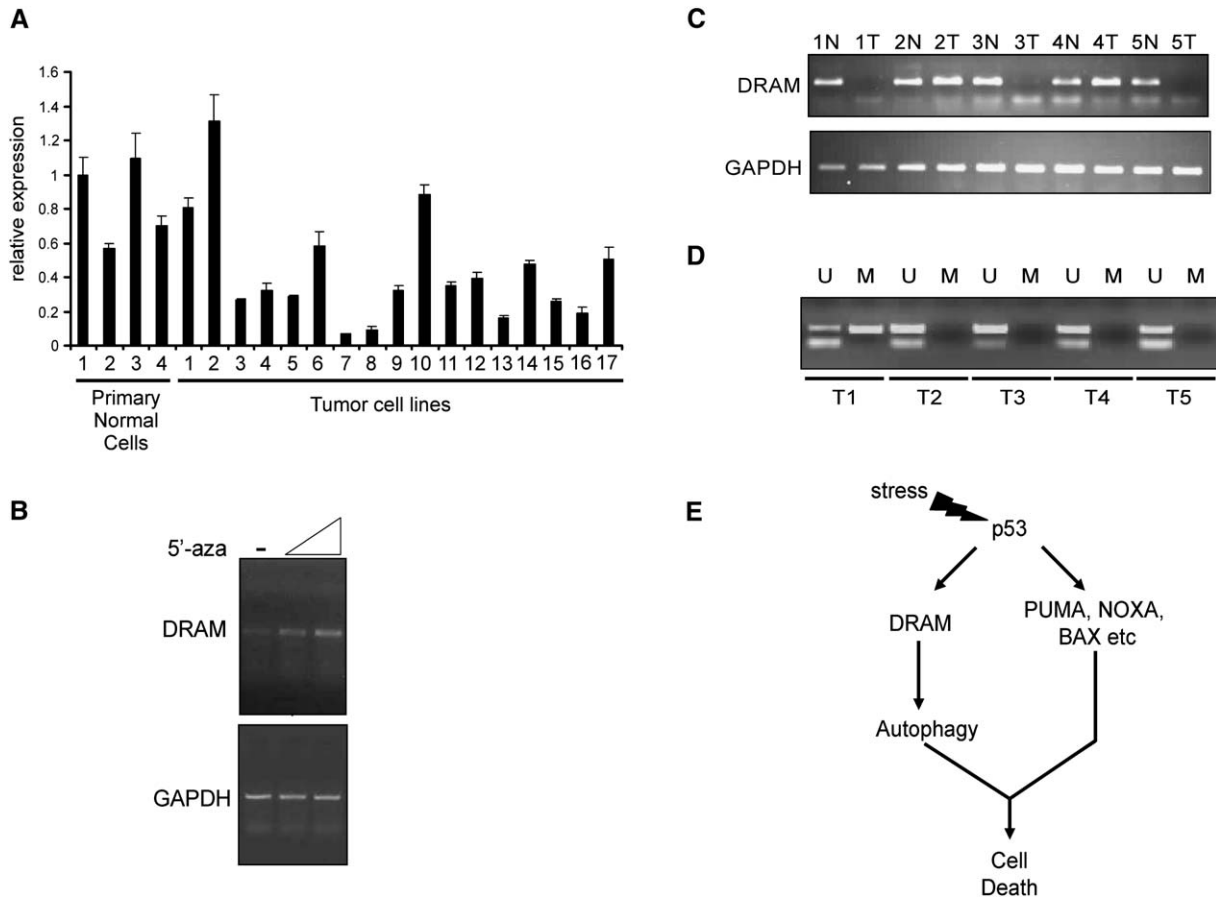 A
relative expression
1.6
1.4
1.2
1
0.8
0.6
0.4
0.2
0
1 2 3 4 1 2 3 4 5 6 7 8 9 10 11 12 13 14 15 16 17
Primary
Normal
Cells
Tumor cell lines
B
5'-aza -
DRAM
GAPDH
C
1N 1T 2N 2T 3N 3T 4N 4T 5N 5T
DRAM
GAPDH
D
U M U M U M U M U M
T1 T2 T3 T4 T5
E
stress
p53
DRAM
PUMA, NOXA,
BAX etc
Autophagy
Cell
Death